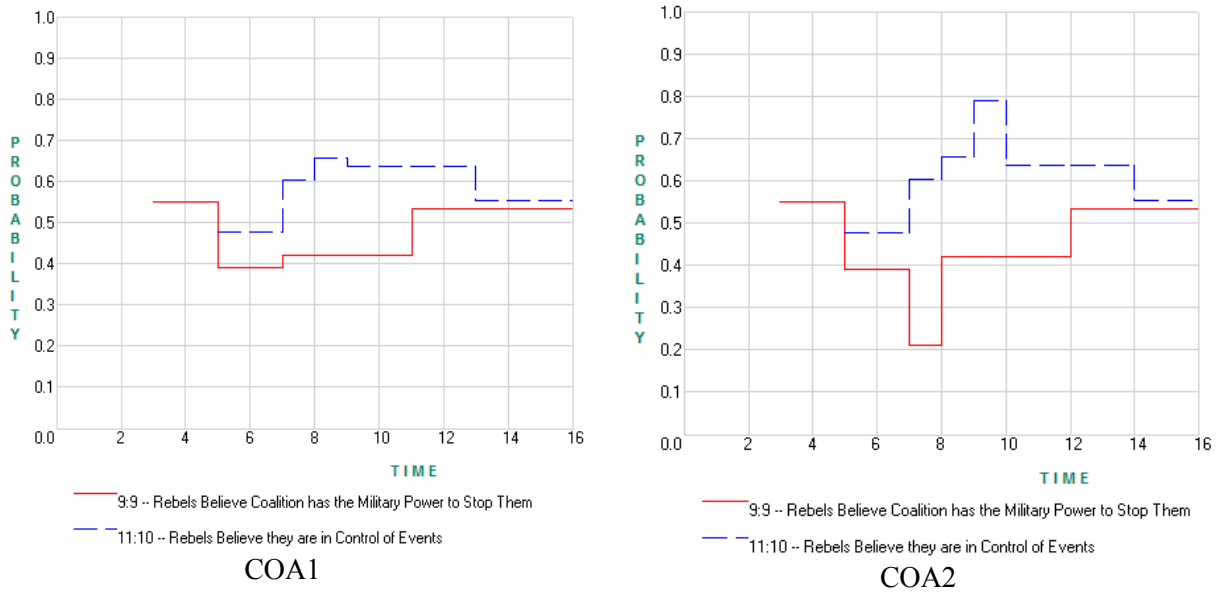 1.0
0.9
0.8
0.7
0.6
0.5
0.4
0.3
0.2
0.1
0.0
PROBABILITY
2 4 6 8 10 12 14 16
TIME
9:9 -- Rebels Believe Coalition has the Military Power to Stop Them
11:10 -- Rebels Believe they are in Control of Events
COA1
1.0
0.9
0.8
0.7
0.6
0.5
0.4
0.3
0.2
0.1
0.0
PROBABILITY
2 4 6 8 10 12 14 16
TIME
9:9 -- Rebels Believe Coalition has the Military Power to Stop Them
11:10 -- Rebels Believe they are in Control of Events
COA2